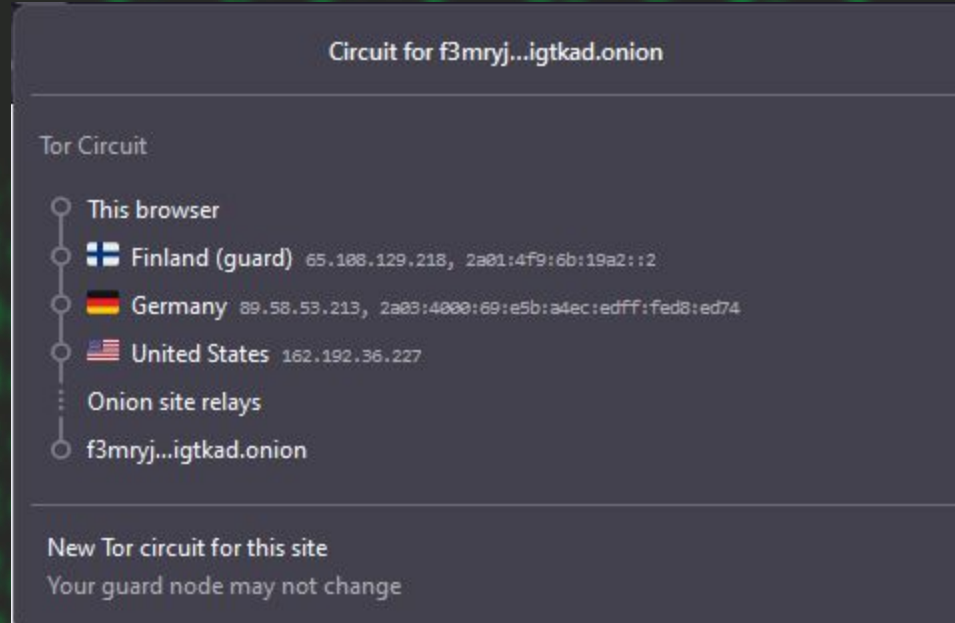 Circuit for f3mryj...igtkad.onion
Tor Circuit
This browser
Finland (guard) 65.108.129.218, 2a01:4f9:6b:19a2::2
Germany 89.58.53.213, 2a03:4000:69:e5b:a4ec:edff:fed8:ed74
United States 162.192.36.227
Onion site relays
f3mryj...igtkad.onion
New Tor circuit for this site
Your guard node may not change